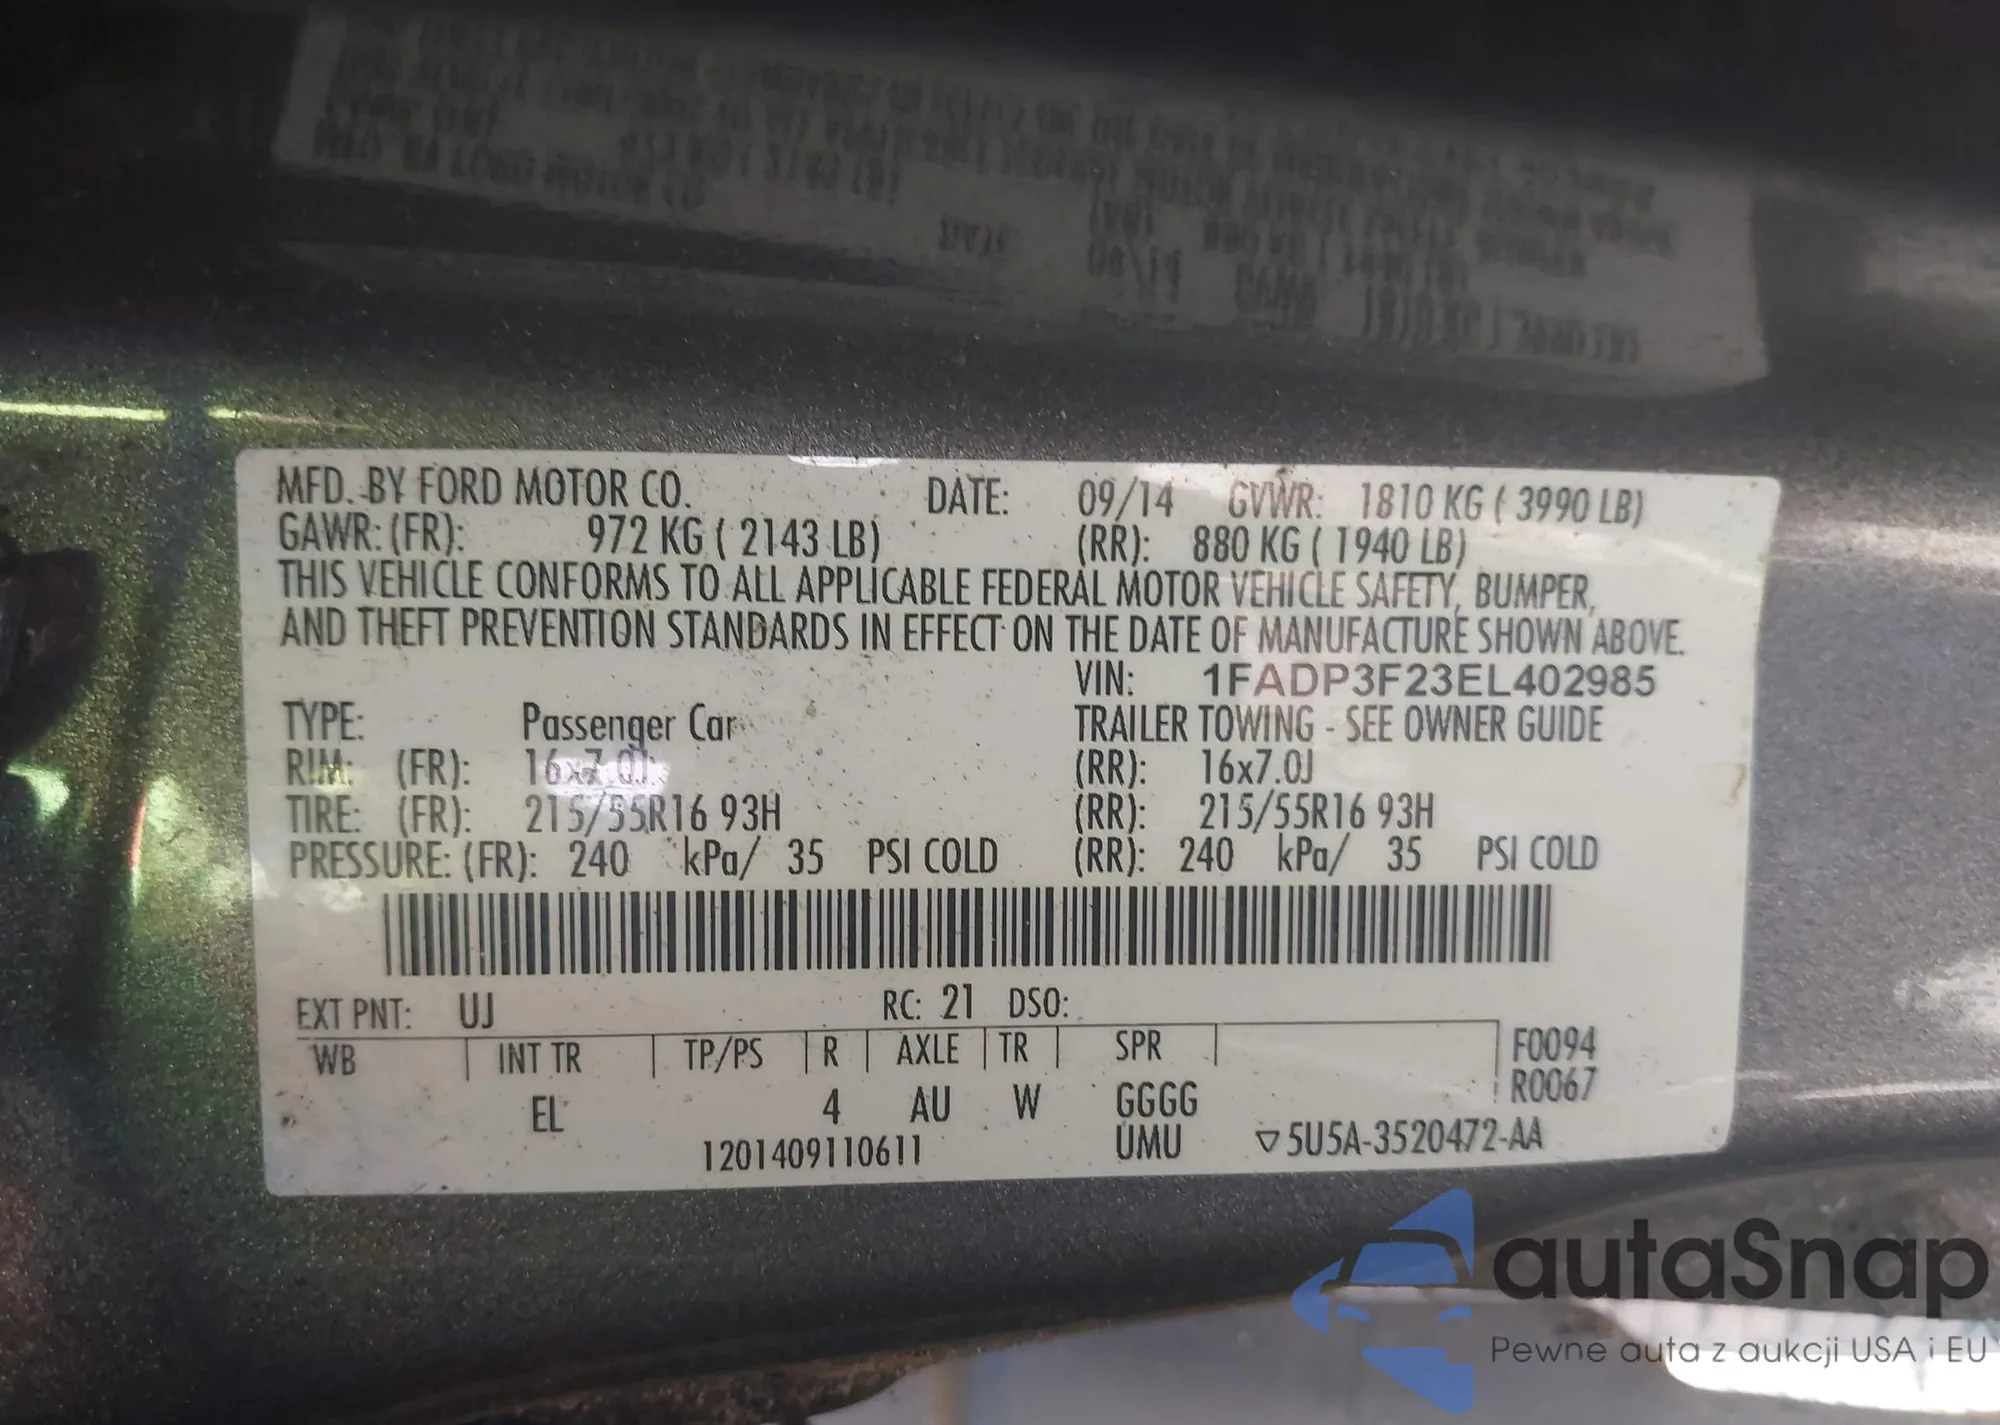 MFD. BY FORD MOTOR CO. DATE: 09/14 GVWR: 1810 KG ( 3990 LB)
GAWR: (FR): 972 KG ( 2143 LB) (RR): 880 KG ( 1940 LB)
THIS VEHICLE CONFORMS TO ALL APPLICABLE FEDERAL MOTOR VEHICLE SAFETY, BUMPER,
AND THEFT PREVENTION STANDARDS IN EFFECT ON THE DATE OF MANUFACTURE SHOWN ABOVE.
VIN: 1FADP3F23EL402985
TYPE: Passenger Car TRAILER TOWING - SEE OWNER GUIDE
RIM: (FR): 16x7.0J (RR): 16x7.0J
TIRE: (FR): 215/55R16 93H (RR): 215/55R16 93H
PRESSURE: (FR): 240 kPa/ 35 PSI COLD (RR): 240 kPa/ 35 PSI COLD
EXT PNT: UJ RC: 21 DSO:
WB INT TR TP/PS R AXLE TR SPR F0094
R0067
EL 4 AU W GGGG
1201409110611 UMU ▽5U5A-3520472-AA
autaSnap
Pewne auta z aukcji USA i EU